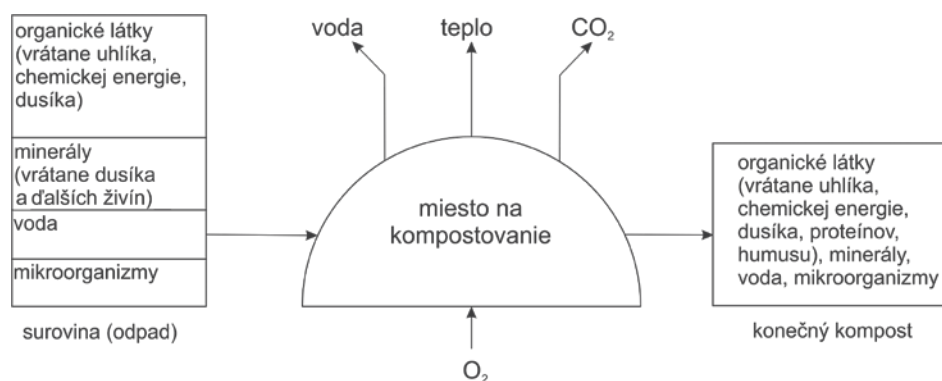 organické látky
(vrátane uhlíka,
chemickej energie,
dusíka)
minerály
(vrátane dusíka
a ďalších živín)
voda
mikroorganizmy
surovina (odpad)
voda
teplo
CO₂
miesto na
kompostovanie
O₂
organické látky
(vrátane uhlíka,
chemickej energie,
dusíka, proteínov,
humusu), minerály,
voda, mikroorganizmy
konečný kompost